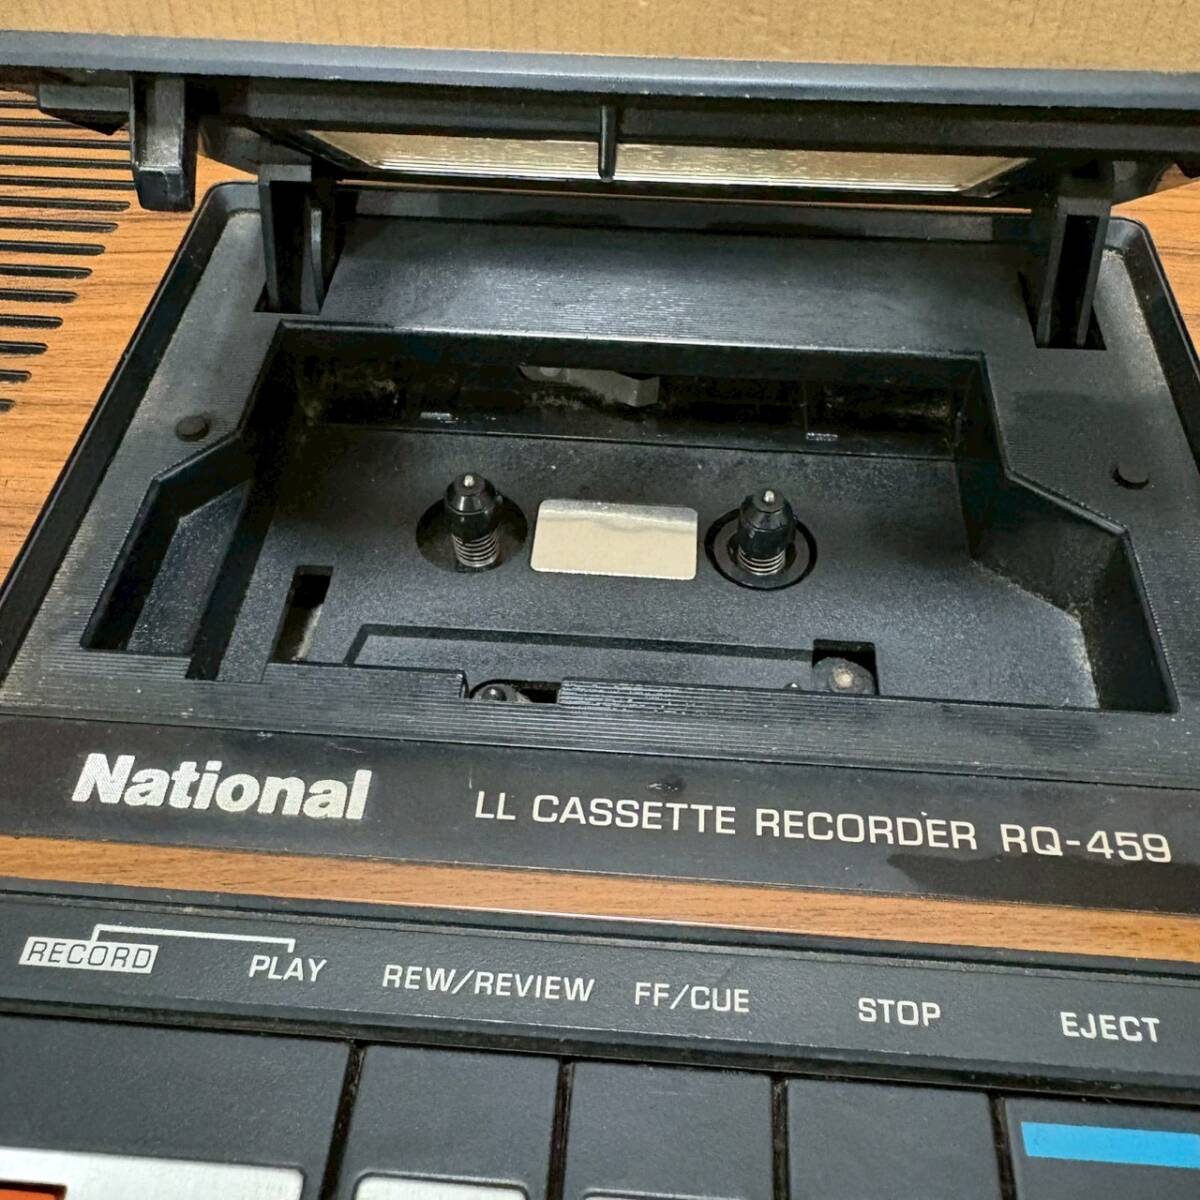 National
LL CASSETTE RECORDER RQ-459
RECORD PLAY REW/REVIEW FF/CUE STOP EJECT